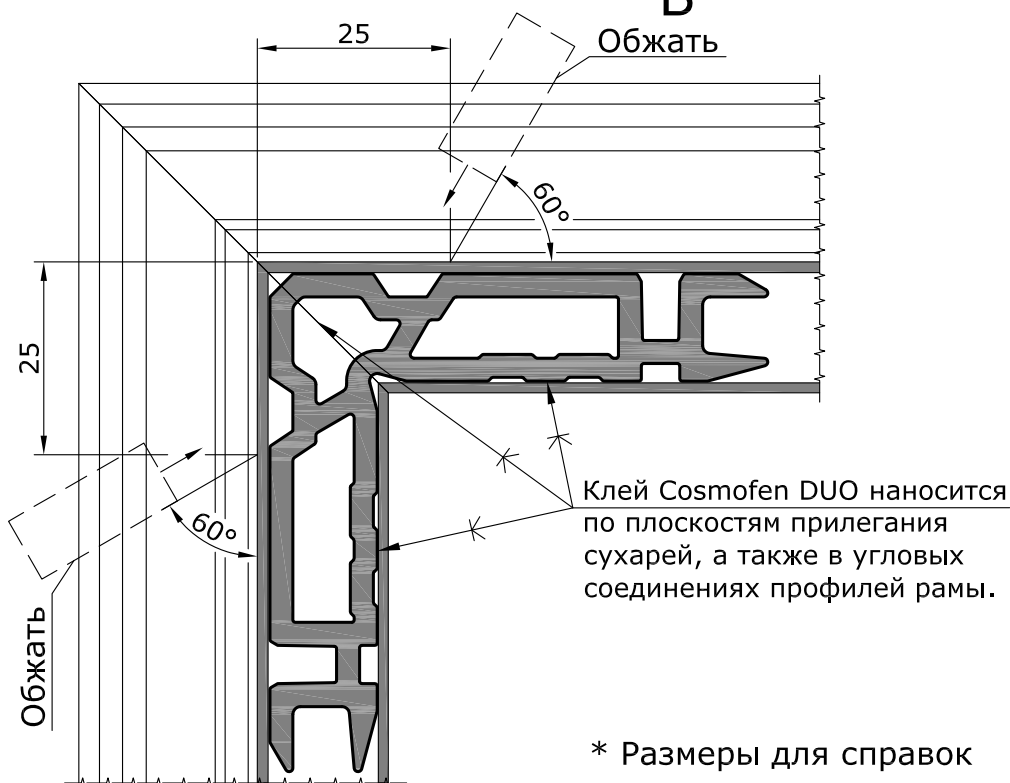 В
25
Обжать
60°
25
60°
Обжать
Клей Cosmofen DUO наносится
по плоскостям прилегания
сухарей, а также в угловых
соединениях профилей рамы.
* Размеры для справок